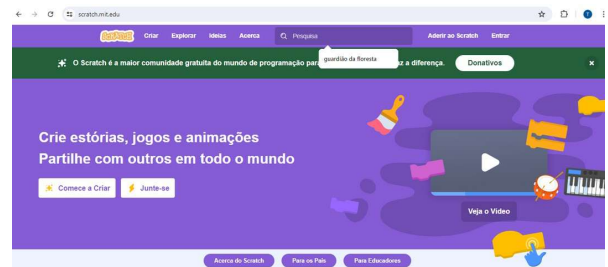 scratch.mit.edu
SCRATCH Criar Explorar Ideias Acerca Pesquisa Aderir ao Scratch Entrar
guardião da floresta
O Scratch é a maior comunidade gratuita do mundo de programação para az a diferença. Donativos
Crie estórias, jogos e animações
Partilhe com outros em todo o mundo
Comece a Criar Junte-se
Veja o Vídeo
Acerca do Scratch Para os Pais Para Educadores